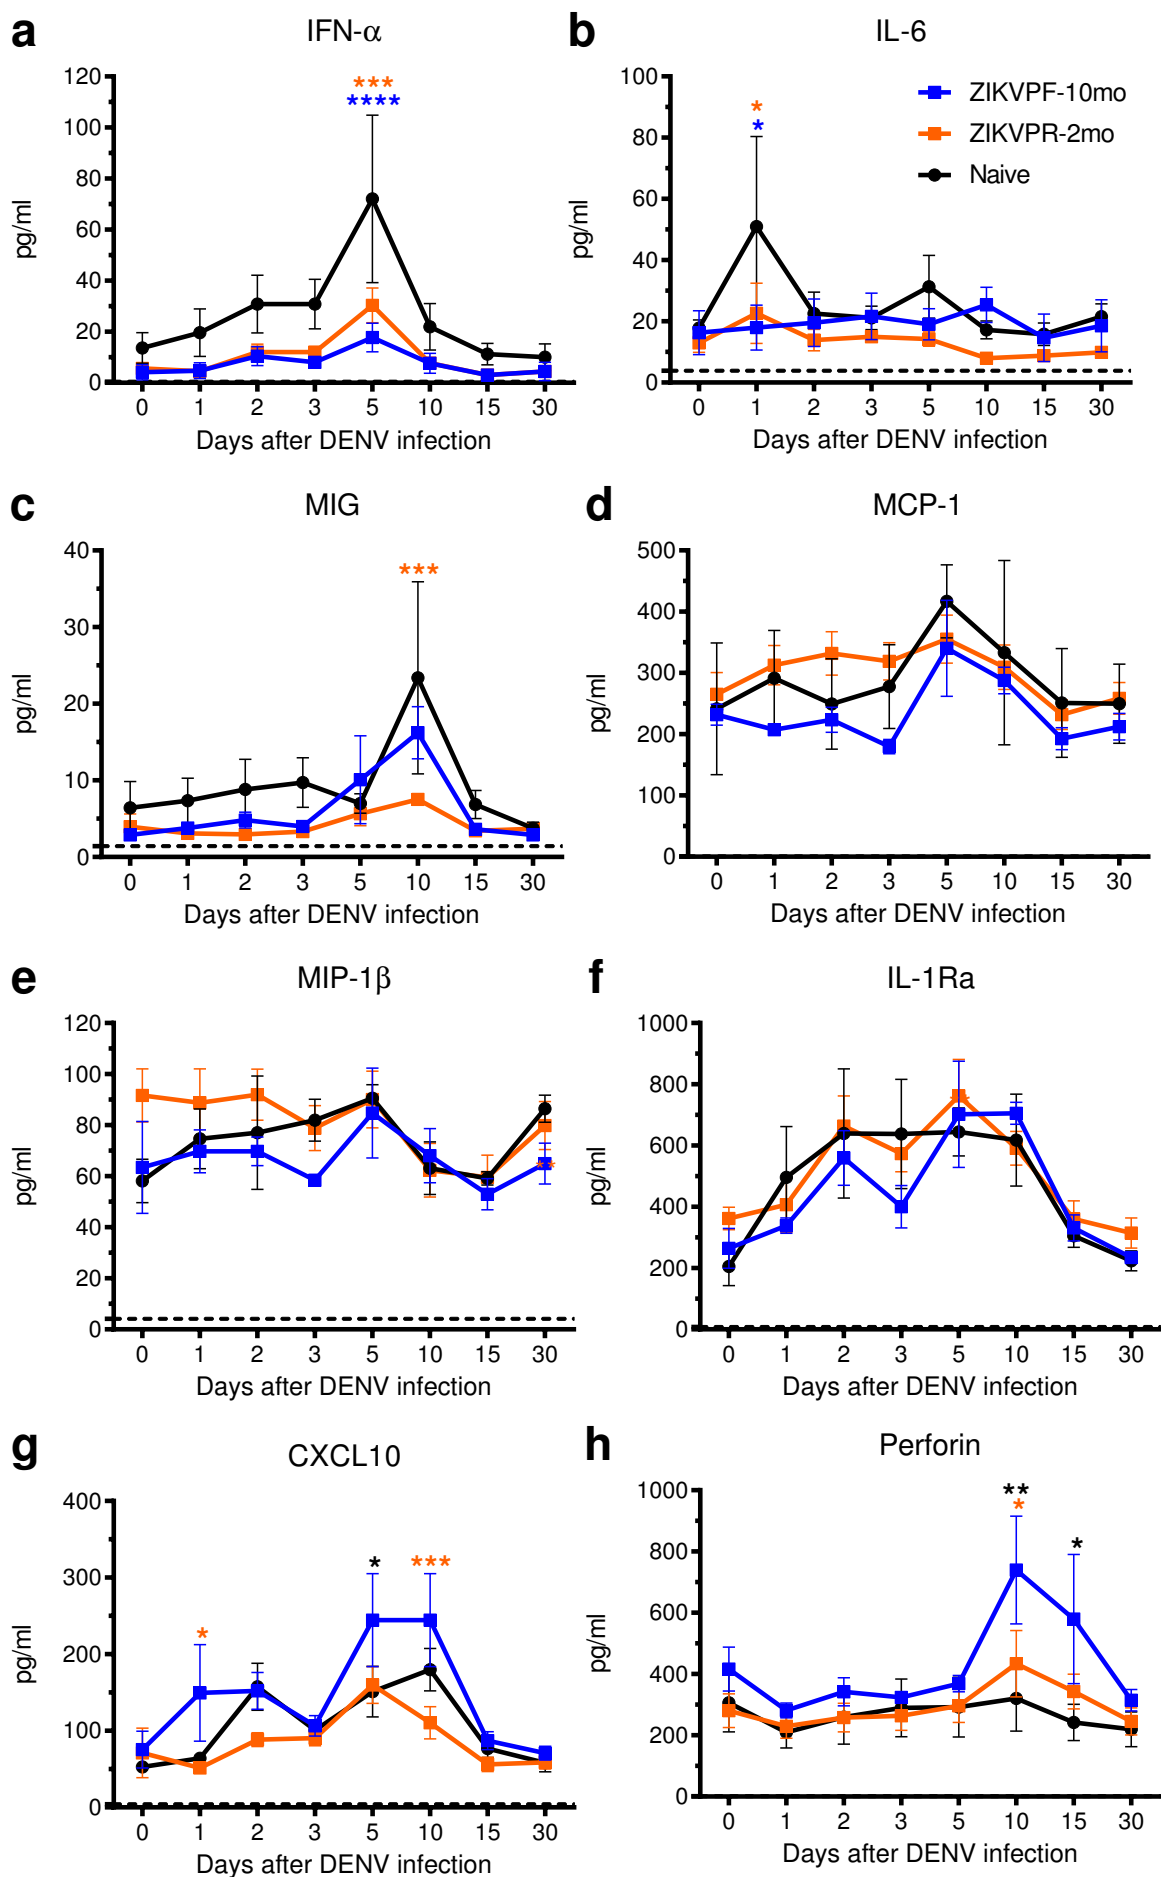 a
IFN-α
120
100
80
60
40
20
0
pg/ml
***
****
0 1 2 3 5 10 15 30
Days after DENV infection
b
IL-6
100
80
60
40
20
0
pg/ml
*
*
ZIKVPF-10mo
ZIKVPR-2mo
Naive
0 1 2 3 5 10 15 30
Days after DENV infection
c
MIG
40
30
20
10
0
pg/ml
***
0 1 2 3 5 10 15 30
Days after DENV infection
d
MCP-1
500
400
300
200
100
0
pg/ml
0 1 2 3 5 10 15 30
Days after DENV infection
e
MIP-1β
120
100
80
60
40
20
0
pg/ml
**
0 1 2 3 5 10 15 30
Days after DENV infection
f
IL-1Ra
1000
800
600
400
200
0
pg/ml
0 1 2 3 5 10 15 30
Days after DENV infection
g
CXCL10
400
300
200
100
0
pg/ml
*
*
***
0 1 2 3 5 10 15 30
Days after DENV infection
h
Perforin
1000
800
600
400
200
0
pg/ml
**
*
*
0 1 2 3 5 10 15 30
Days after DENV infection